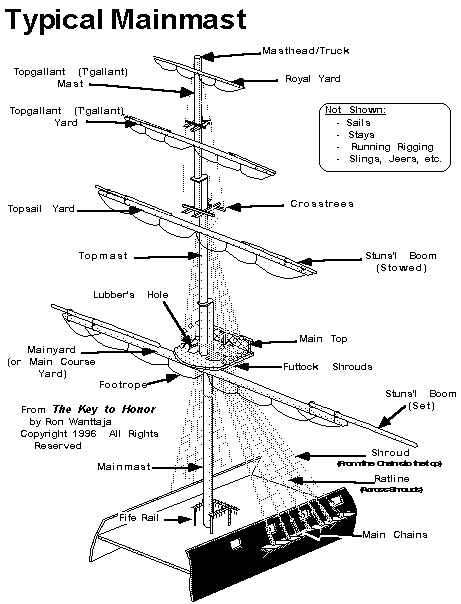 Typical Mainmast
Masthead/Truck
Topgallant (T'gallant)
Mast
Royal Yard
Topgallant (T'gallant)
Yard
Not Shown:
- Sails
- Stays
- Running Rigging
- Slings, Jeers, etc.
Topsail Yard
Crosstrees
Topmast
Stuns'l Boom
(Stowed)
Lubber's Hole
Main Top
Mainyard
(or Main Course
Yard)
Futtock Shrouds
Footrope
Stuns'l Boom
(Set)
From The Key to Honor
by Ron Wanttaja
Copyright 1996 All Rights
Reserved
Mainmast
Shroud
(From the Chains to the top)
Ratline
(Across Shrouds)
Fife Rail
Main Chains